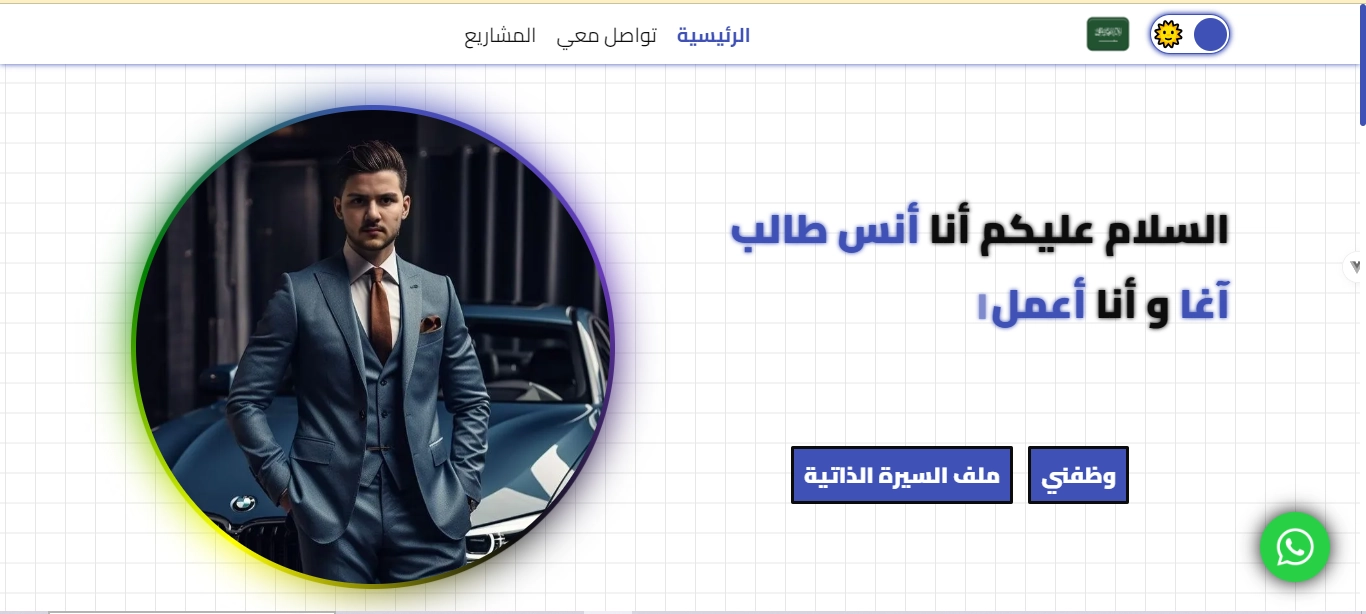 الرئيسية
تواصل معي
المشاريع
السلام عليكم أنا أنس طالب
آغا و أنا أعمل|
وظفني
ملف السيرة الذاتية